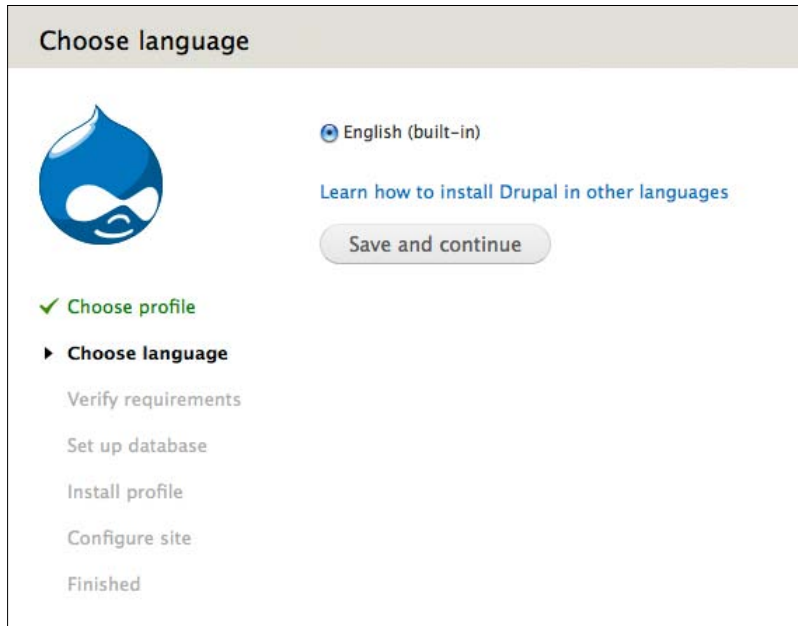 Choose language
English (built-in)
Learn how to install Drupal in other languages
Save and continue
Choose profile
Choose language
Verify requirements
Set up database
Install profile
Configure site
Finished